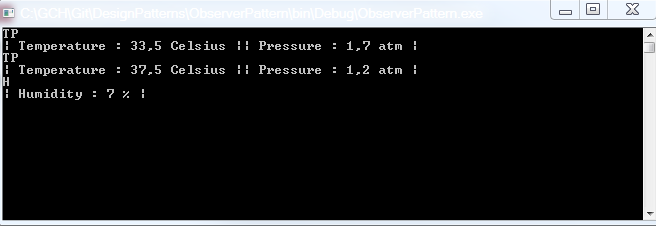 C:\GCH\Git\DesignPatterns\ObserverPattern\bin\Debug\ObserverPattern.exe
TP
¦ Temperature : 33,5 Celsius ¦¦ Pressure : 1,7 atm ¦
TP
¦ Temperature : 37,5 Celsius ¦¦ Pressure : 1,2 atm ¦
H
¦ Humidity : 7 % ¦